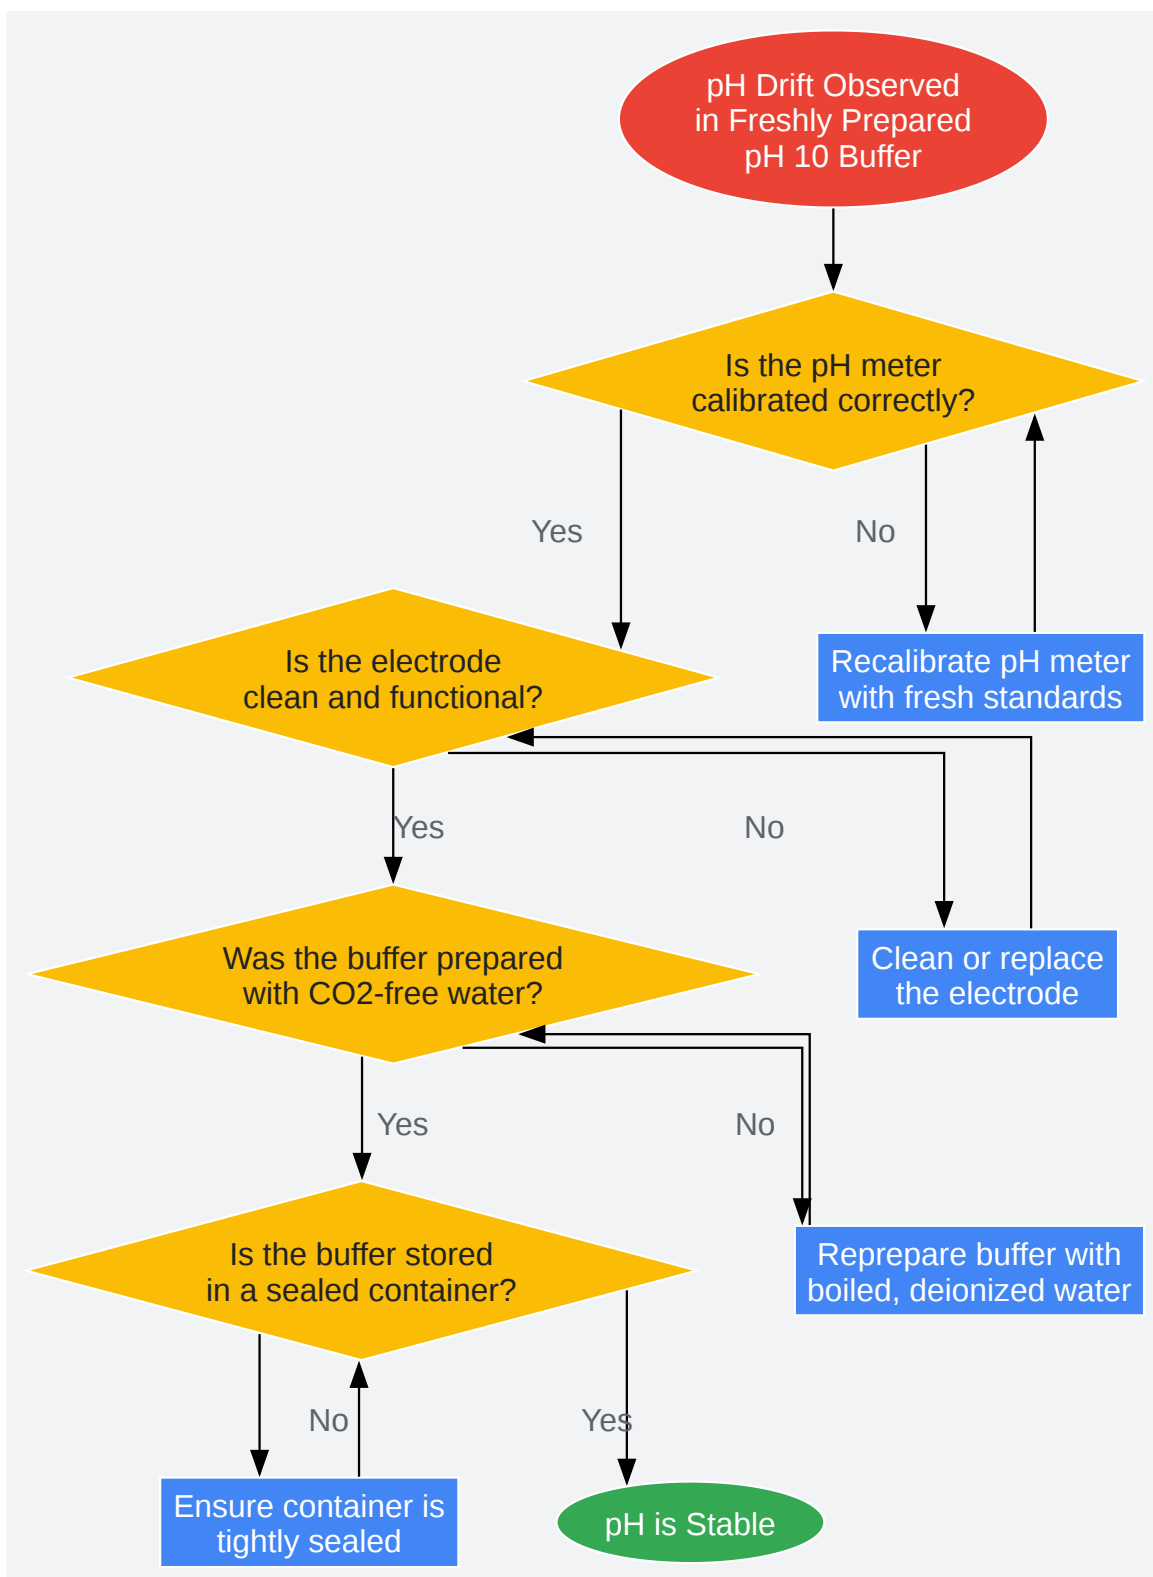 pH Drift Observed
in Freshly Prepared
pH 10 Buffer
Is the pH meter
calibrated correctly?
Yes
No
Is the electrode
clean and functional?
Recalibrate pH meter
with fresh standards
Yes
No
Was the buffer prepared
with CO2-free water?
Clean or replace
the electrode
Yes
No
Is the buffer stored
in a sealed container?
Reprepare buffer with
boiled, deionized water
No
Yes
Ensure container is
tightly sealed
pH is Stable